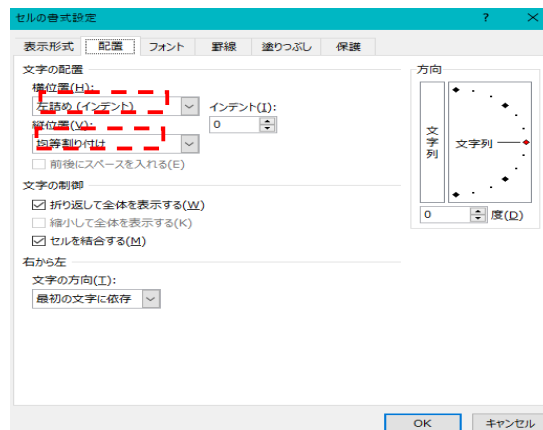 セルの書式設定 ? ×
表示形式 配置 フォント 罫線 塗りつぶし 保護
文字の配置
横位置(H):
左詰め (インデント)
インデント(I):
0
縦位置(V):
均等割り付け
前後にスペースを入れる(E)
文字の制御
折り返して全体を表示する(W)
縮小して全体を表示する(K)
セルを結合する(M)
右から左
文字の方向(T):
最初の文字に依存
方向
文字列
文字列
0 度(D)
OK キャンセル